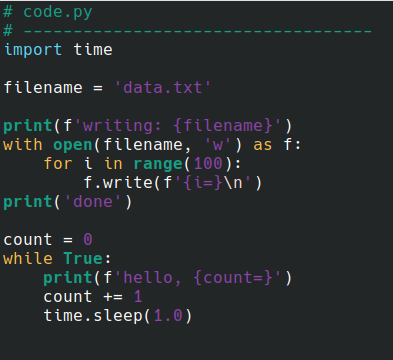 # code.py
# -----------------------------------
import time

filename = 'data.txt'

print(f'writing: {filename}')
with open(filename, 'w') as f:
    for i in range(100):
        f.write(f'{i=}\n')
print('done')

count = 0
while True:
    print(f'hello, {count=}')
    count += 1
    time.sleep(1.0)